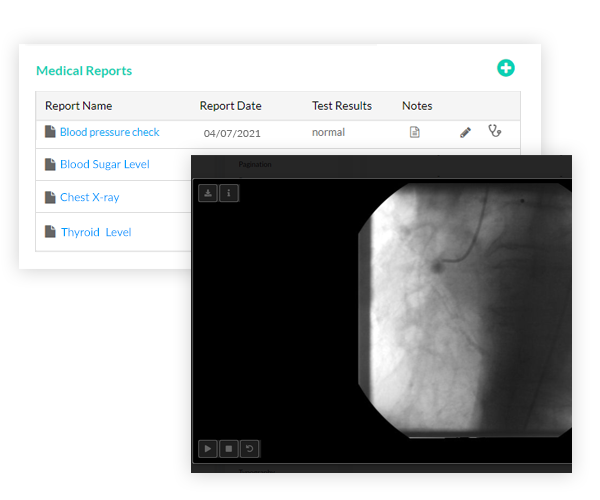 Medical Reports
Report Name Report Date Test Results Notes
Blood pressure check 04/07/2021 normal
Blood Sugar Level
Pagination
Chest X-ray
Thyroid Level